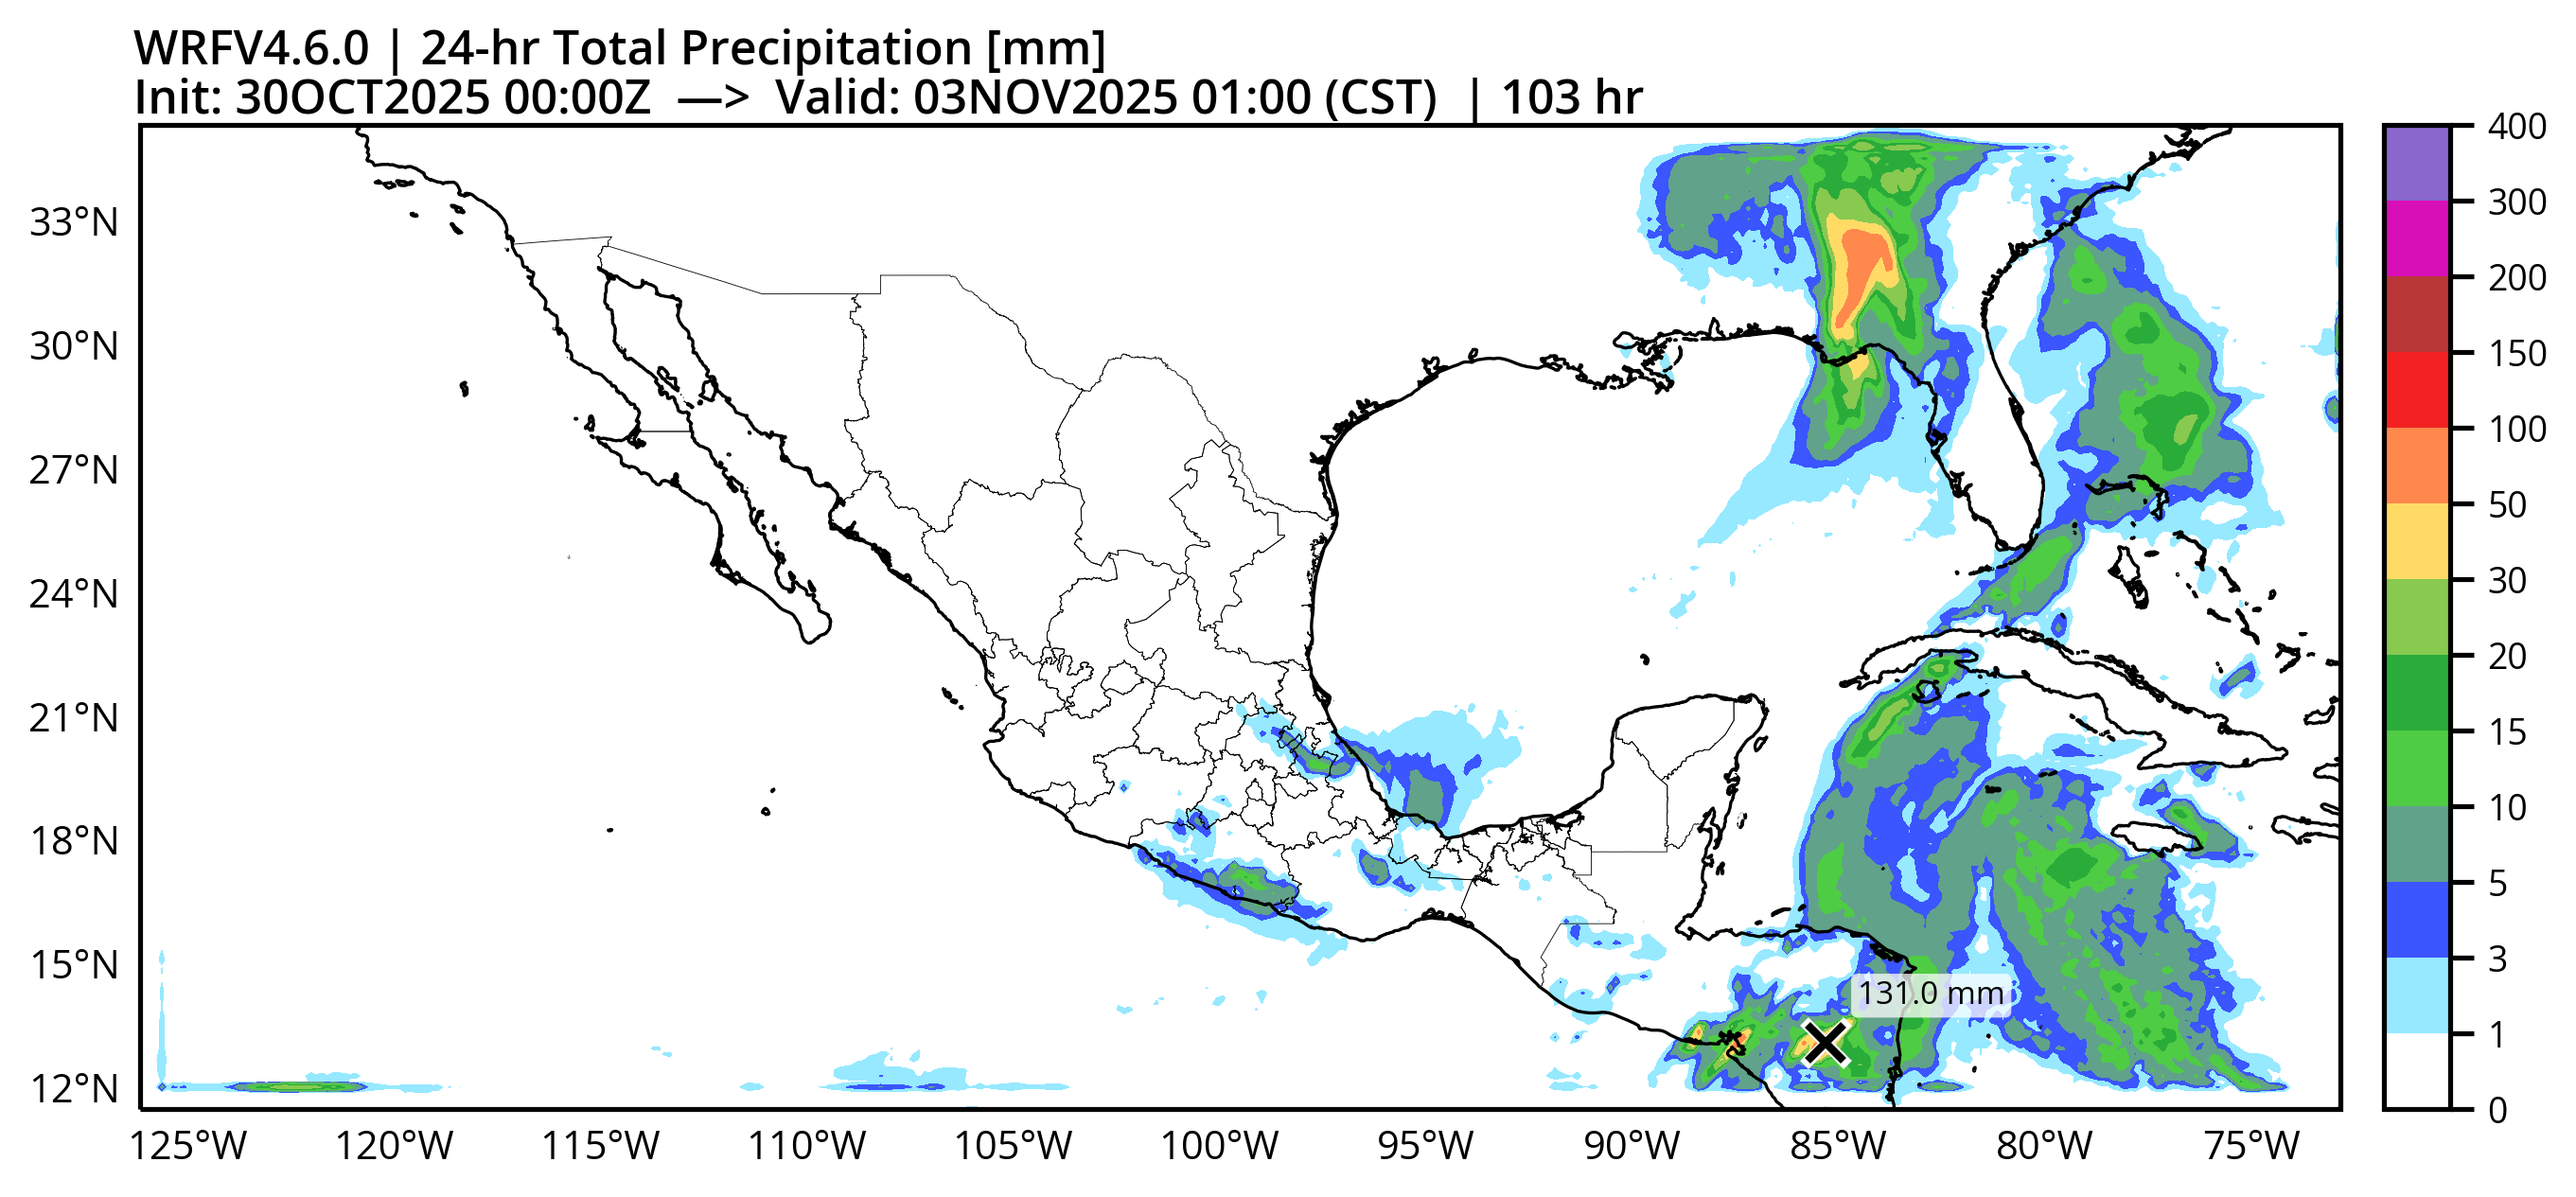 WRFV4.6.0 | 24-hr Total Precipitation [mm]
Init: 30OCT2025 00:00Z —> Valid: 03NOV2025 01:00 (CST) | 103 hr
33°N
30°N
27°N
24°N
21°N
18°N
15°N
12°N
125°W
120°W
115°W
110°W
105°W
100°W
95°W
90°W
85°W
80°W
75°W
131.0 mm
400
300
200
150
100
50
30
20
15
10
5
3
1
0